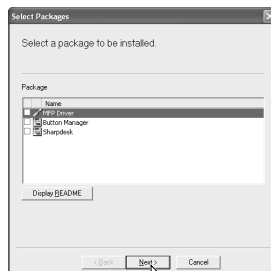 Select Packages
Select a package to be installed.
Package
Name
MFP Driver
Button Manager
Sharpdesk
Display README
< Back
Next >
Cancel